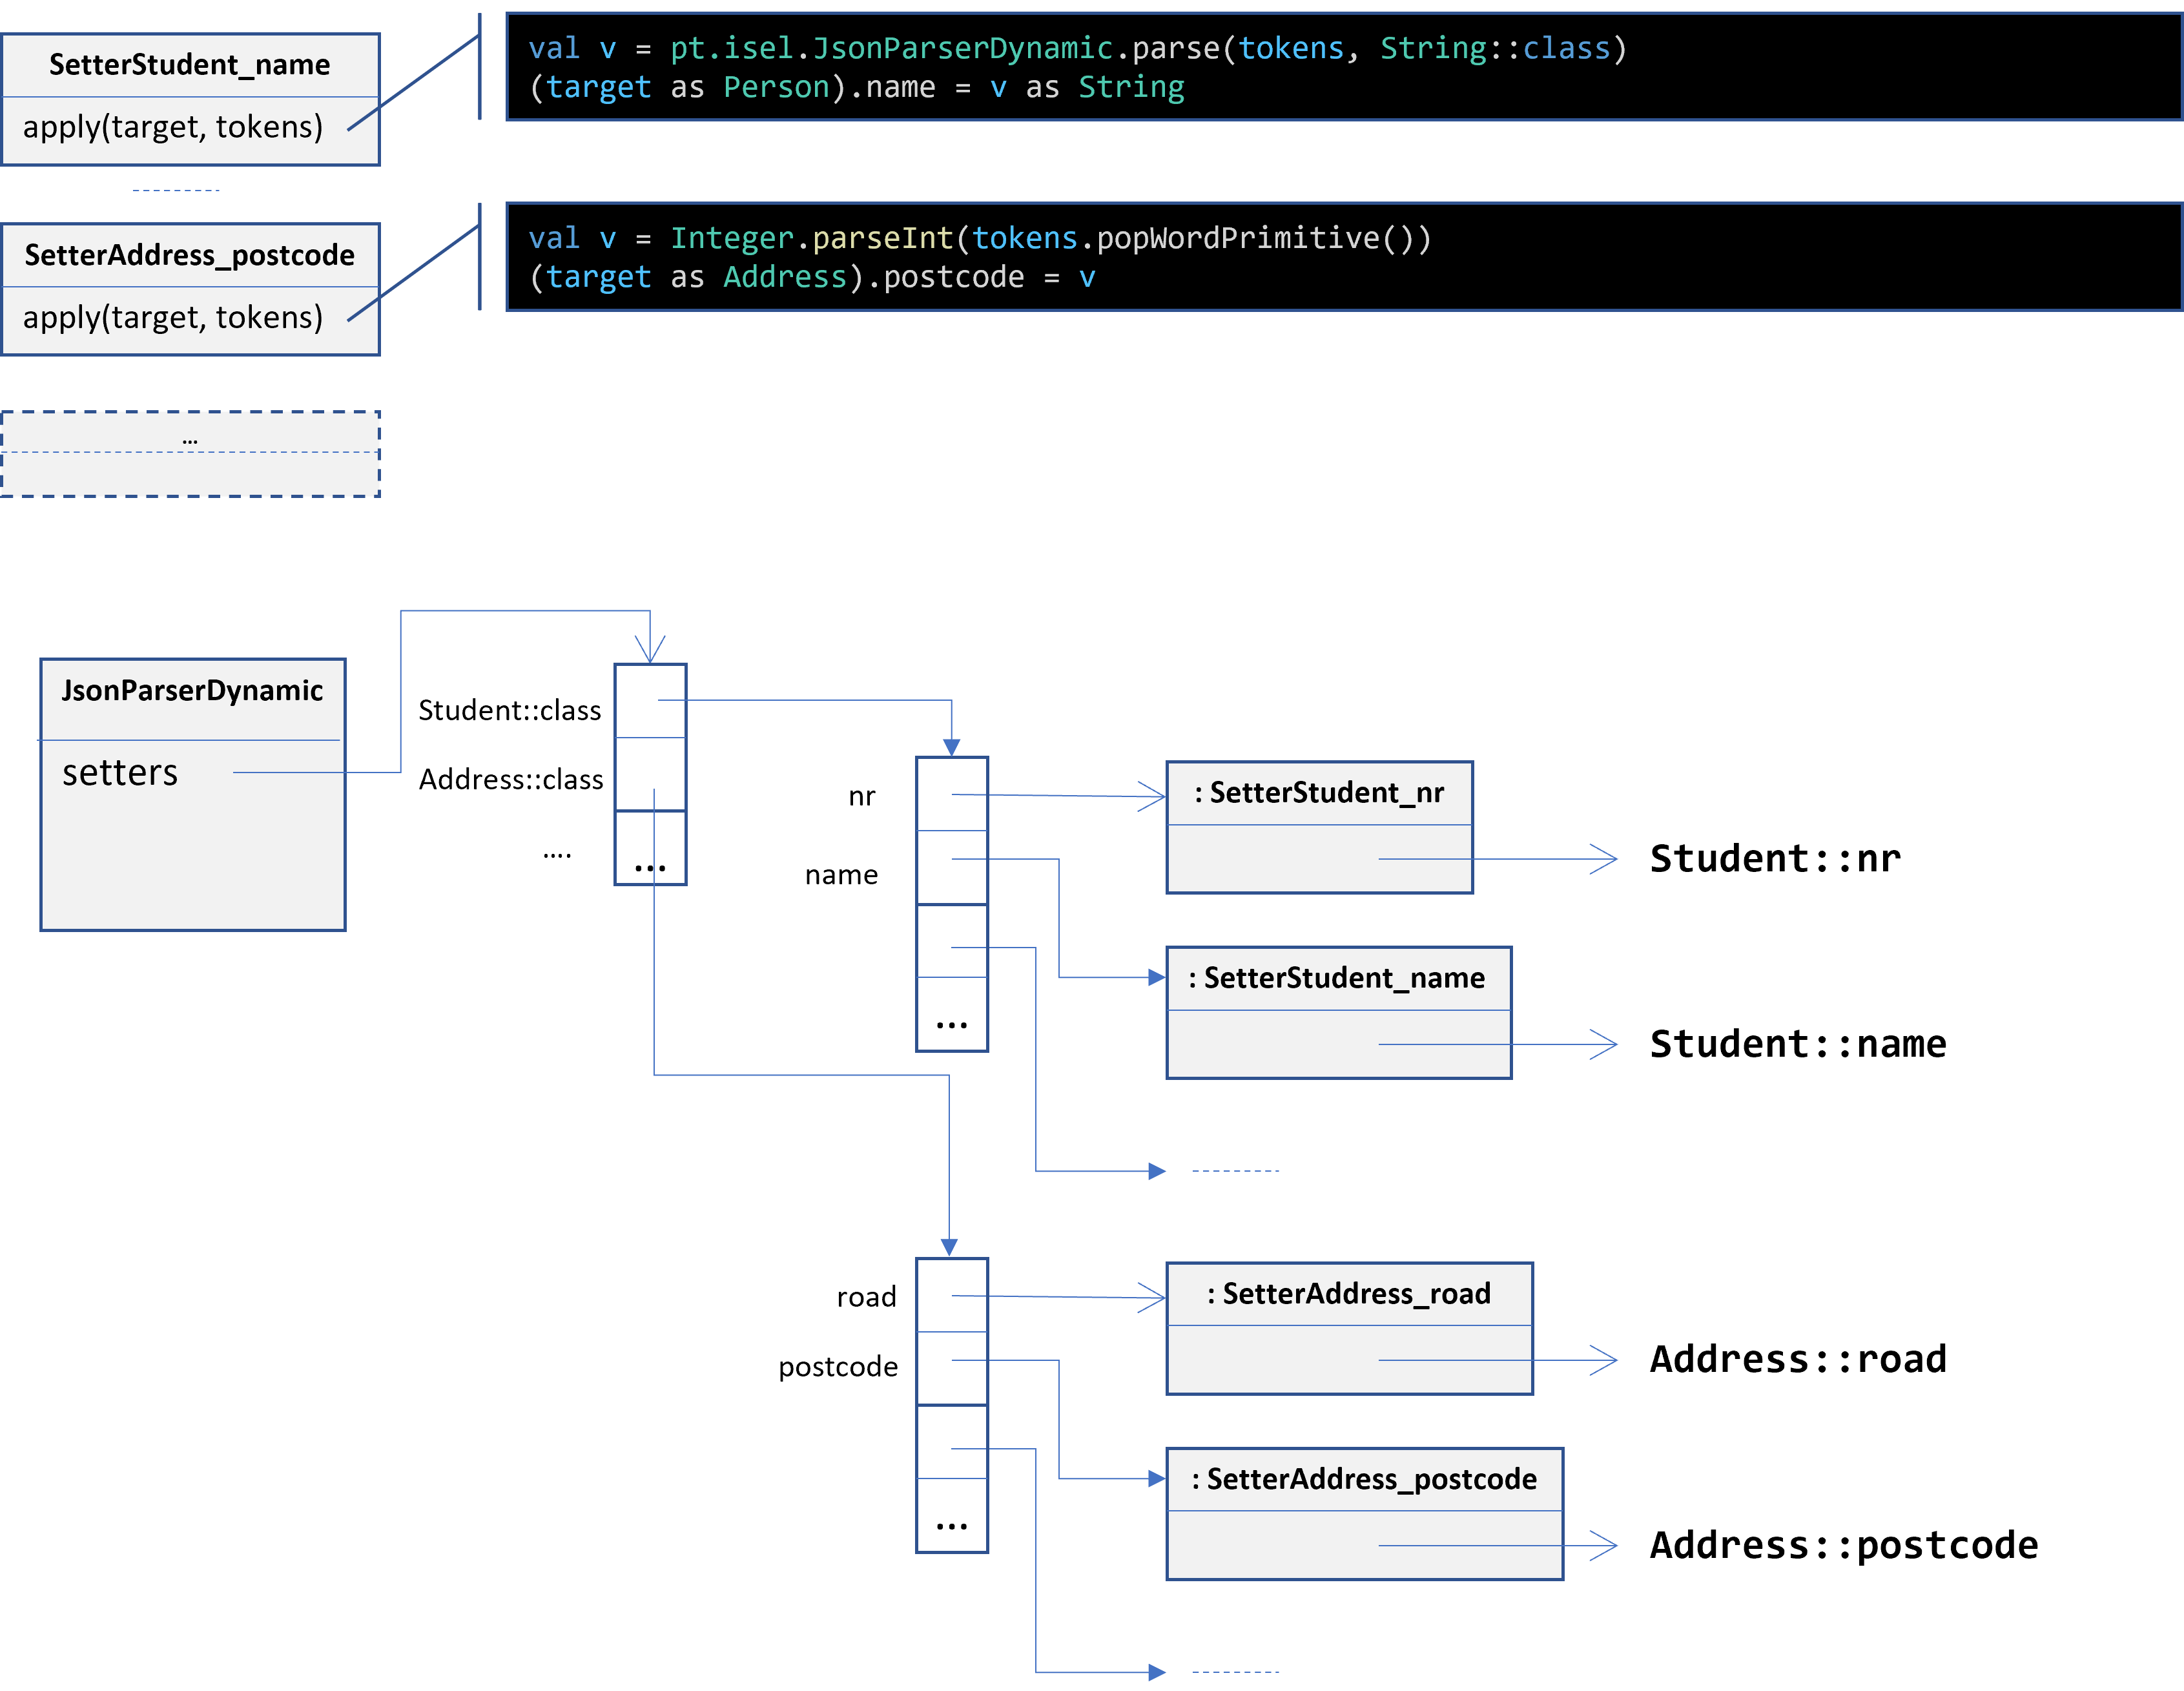 SetterStudent_name
apply(target, tokens)
val v = pt.isel.JsonParserDynamic.parse(tokens, String::class)
(target as Person).name = v as String
SetterAddress_postcode
apply(target, tokens)
val v = Integer.parseInt(tokens.popWordPrimitive())
(target as Address).postcode = v
...
JsonParserDynamic
setters
Student::class
Address::class
....
...
nr
name
...
: SetterStudent_nr
Student::nr
: SetterStudent_name
Student::name
road
postcode
...
: SetterAddress_road
Address::road
: SetterAddress_postcode
Address::postcode